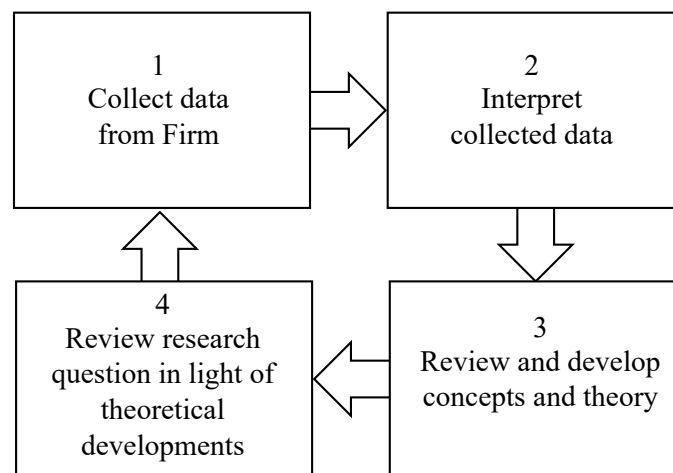 1
Collect data
from Firm
2
Interpret
collected data
3
Review and develop
concepts and theory
4
Review research
question in light of
theoretical
developments